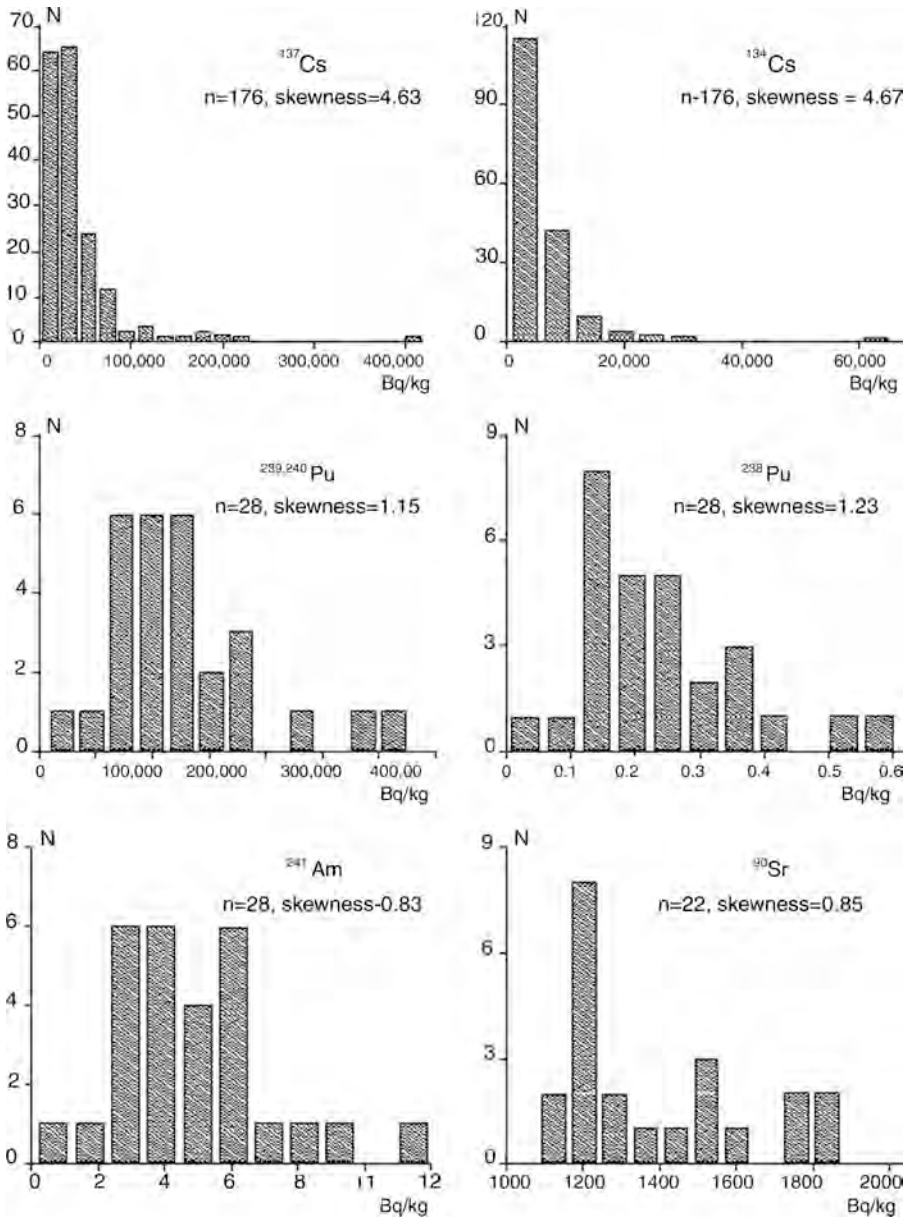 N
70
60
50
40
30
20
10
0
¹³⁷Cs
n=176, skewness=4.63
0 100,000 200,000 300,000 400,000
Bq/kg
N
120
90
60
30
0
¹³⁴Cs
n-176, skewness = 4.67
0 20,000 40,000 60,000
Bq/kg
N
8
6
4
2
0
²³⁹,²⁴⁰Pu
n=28, skewness=1.15
0 100,000 200,000 300,000 400,00
Bq/kg
N
9
6
3
0
²³⁸Pu
n=28, skewness=1.23
0 0.1 0.2 0.3 0.4 0.5 0.6
Bq/kg
N
8
6
4
2
0
²⁴¹Am
n=28, skewness-0.83
0 2 4 6 8 11 12
Bq/kg
N
9
6
3
0
⁹⁰Sr
n=22, skewness=0.85
1000 1200 1400 1600 1800 2000
Bq/kg